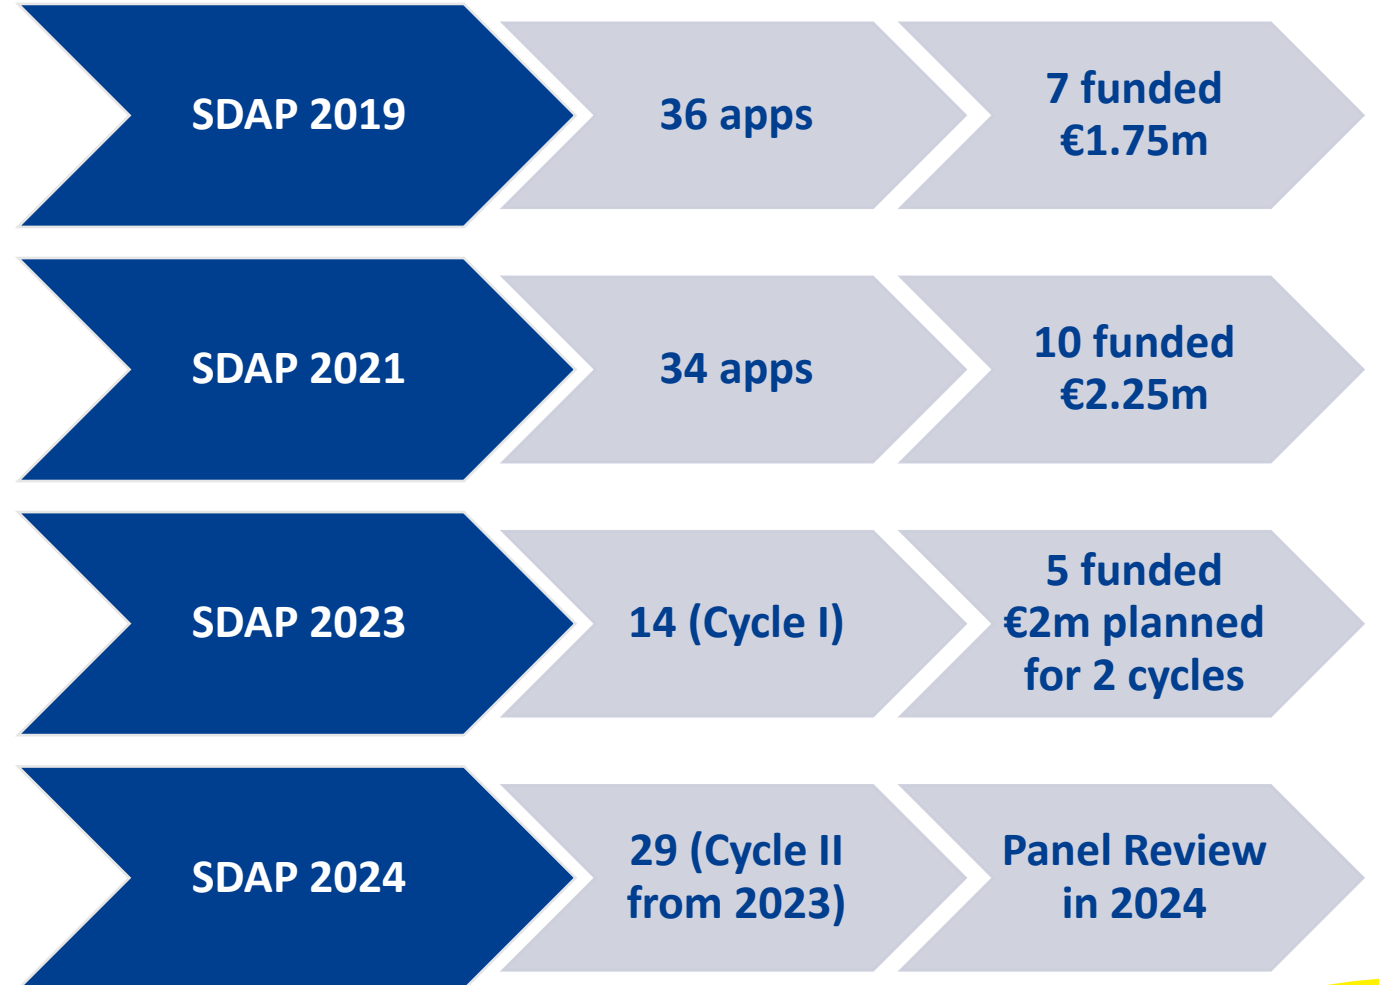 SDAP 2019
36 apps
7 funded
€1.75m
SDAP 2021
34 apps
10 funded
€2.25m
SDAP 2023
14 (Cycle I)
5 funded
€2m planned
for 2 cycles
SDAP 2024
29 (Cycle II
from 2023)
Panel Review
in 2024